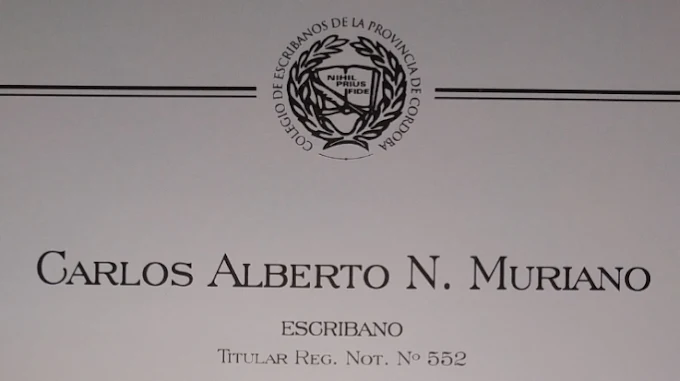 COLEGIO DE ESCRIBANOS DE LA PROVINCIA DE CORDOBA
NIHIL
PRIUS
FIDE
CARLOS ALBERTO N. MURIANO
ESCRIBANO
TITULAR REG. NOT. Nº 552